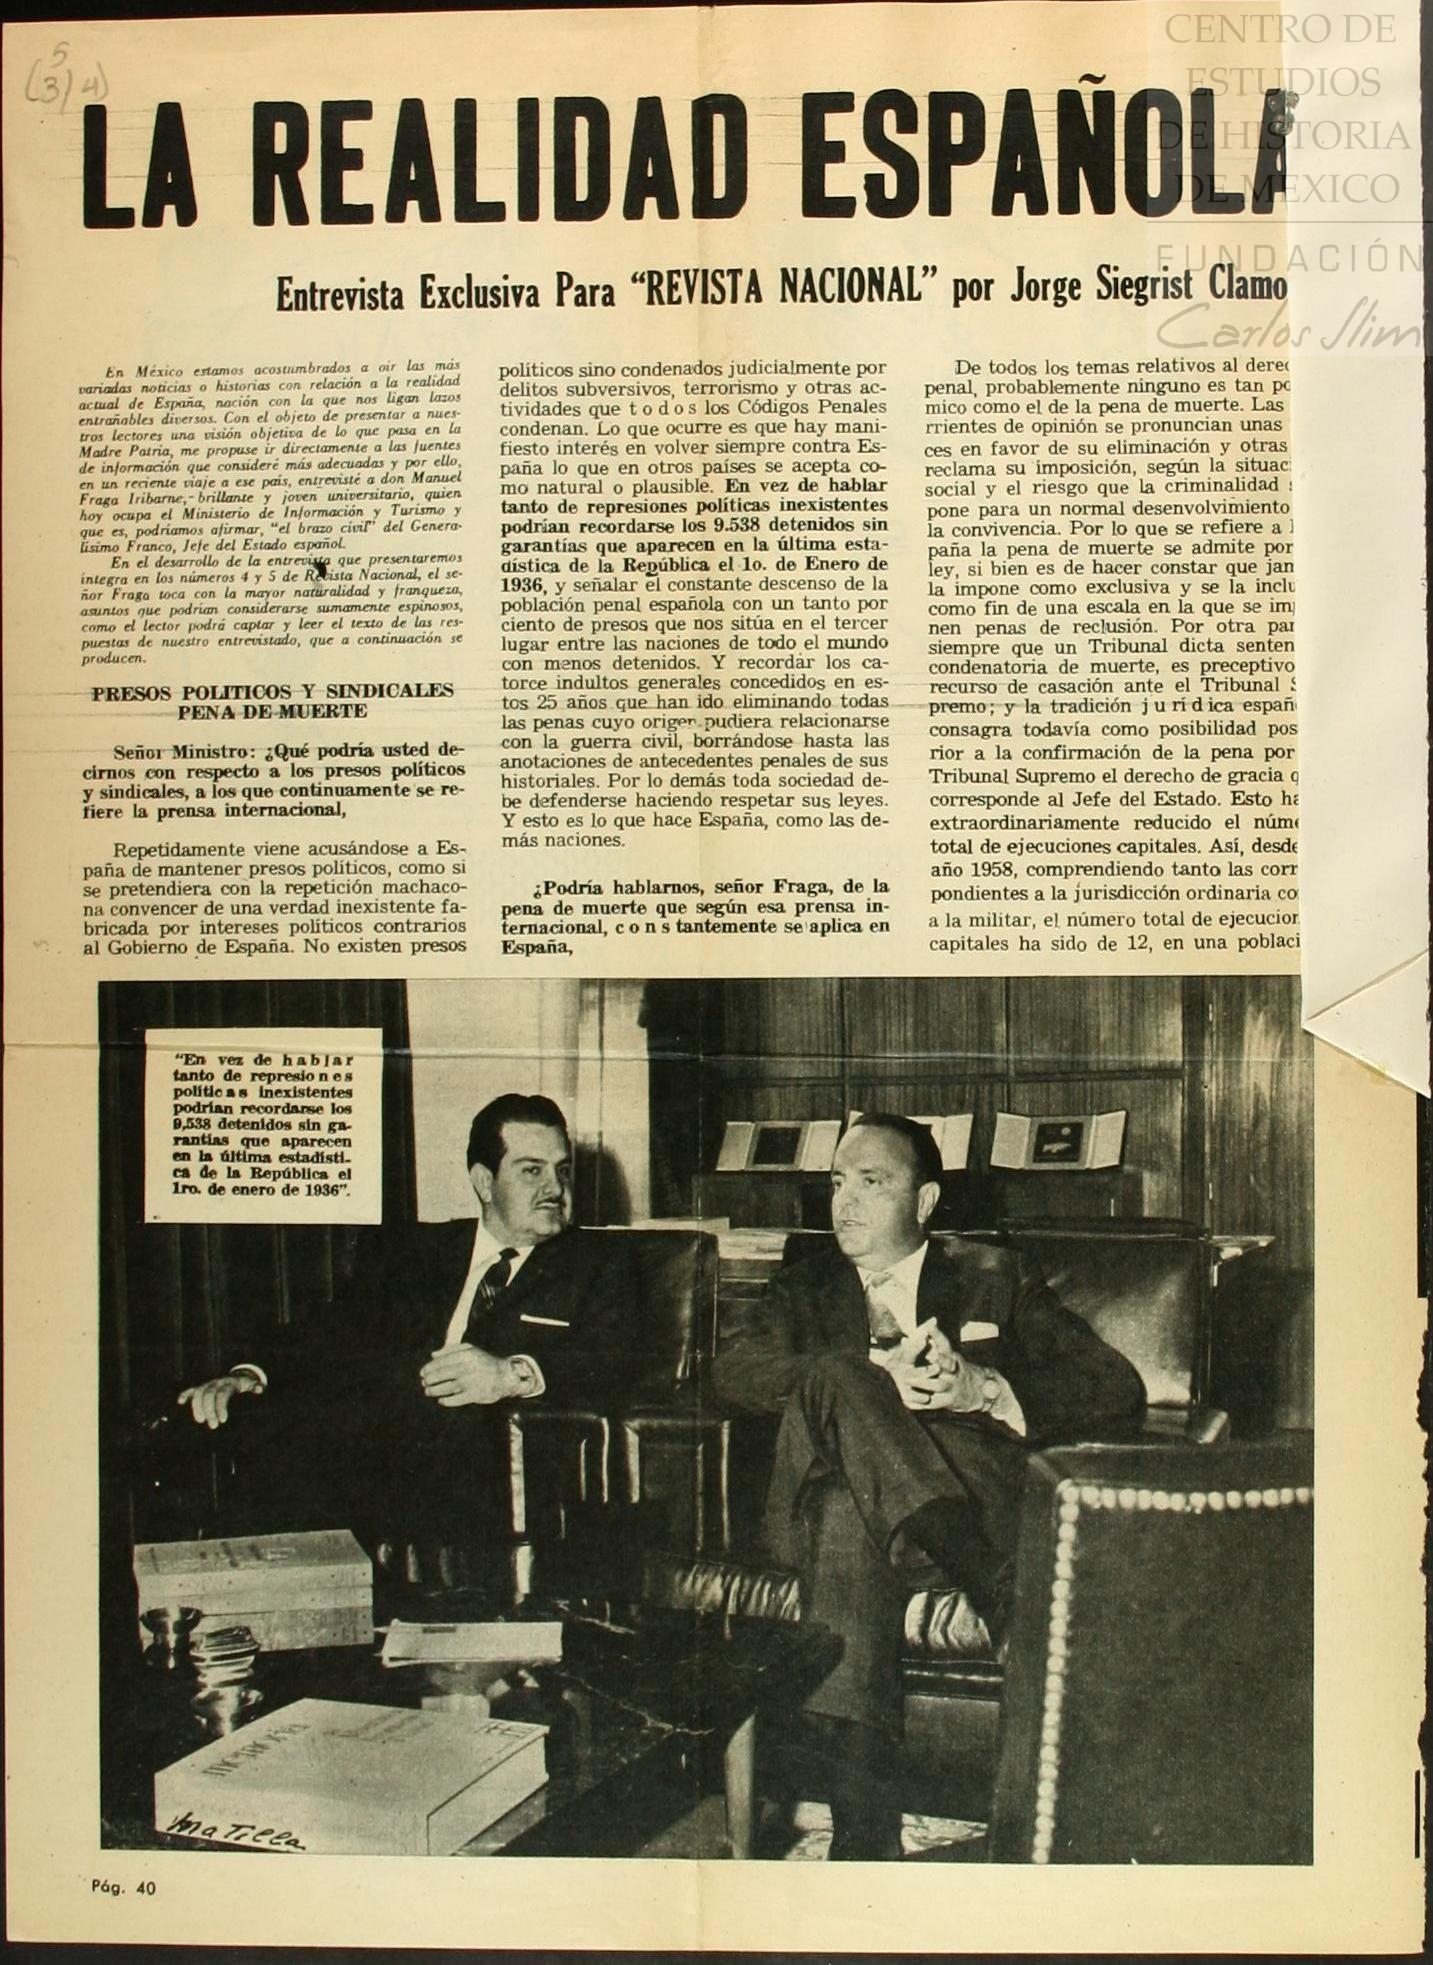 CENTRO DE
ESTUDIOS
DE HISTORIA
DE MEXICO
FUNDACIÓN
Carlos Slim
5
(3/4)
LA REALIDAD ESPAÑOLA
Entrevista Exclusiva Para "REVISTA NACIONAL" por Jorge Siegrist Clamo
En México estamos acostumbrados a oir las más
variadas noticias o historias con relación a la realidad
actual de España, nación con la que nos ligan lazos
entrañables diversos. Con el objeto de presentar a nues-
tros lectores una visión objetiva de lo que pasa en la
Madre Patria, me propuse ir directamente a las fuentes
de información que consideré más adecuadas y por ello,
en un reciente viaje a ese país, entrevisté a don Manuel
Fraga Iribarne, brillante y joven universitario, quien
hoy ocupa el Ministerio de Información y Turismo y
que es, podríamos afirmar, "el brazo civil" del Genera-
lísimo Franco, Jefe del Estado español.
En el desarrollo de la entrevista que presentaremos
íntegra en los números 4 y 5 de Revista Nacional, el se-
ñor Fraga toca con la mayor naturalidad y franqueza,
asuntos que podrían considerarse sumamente espinosos,
como el lector podrá captar y leer el texto de las res-
puestas de nuestro entrevistado, que a continuación se
producen.
PRESOS POLITICOS Y SINDICALES
PENA DE MUERTE
Señor Ministro: ¿Qué podría usted de-
cirnos con respecto a los presos políticos
y sindicales, a los que continuamente se re-
fiere la prensa internacional,
Repetidamente viene acusándose a Es-
paña de mantener presos políticos, como si
se pretendiera con la repetición machaco-
na convencer de una verdad inexistente fa-
bricada por intereses políticos contrarios
al Gobierno de España. No existen presos
políticos sino condenados judicialmente por
delitos subversivos, terrorismo y otras ac-
tividades que todos los Códigos Penales
condenan. Lo que ocurre es que hay mani-
fiesto interés en volver siempre contra Es-
paña lo que en otros países se acepta co-
mo natural o plausible. En vez de hablar
tanto de represiones políticas inexistentes
podrían recordarse los 9.538 detenidos sin
garantías que aparecen en la última esta-
dística de la República el 1o. de Enero de
1936, y señalar el constante descenso de la
población penal española con un tanto por
ciento de presos que nos sitúa en el tercer
lugar entre las naciones de todo el mundo
con menos detenidos. Y recordar los ca-
torce indultos generales concedidos en es-
tos 25 años que han ido eliminando todas
las penas cuyo origen pudiera relacionarse
con la guerra civil, borrándose hasta las
anotaciones de antecedentes penales de sus
historiales. Por lo demás toda sociedad de-
be defenderse haciendo respetar sus leyes.
Y esto es lo que hace España, como las de-
más naciones.
¿Podría hablarnos, señor Fraga, de la
pena de muerte que según esa prensa in-
ternacional, constantemente se aplica en
España,
De todos los temas relativos al derec
penal, probablemente ninguno es tan po
mico como el de la pena de muerte. Las
rrientes de opinión se pronuncian unas
ces en favor de su eliminación y otras
reclama su imposición, según la situac
social y el riesgo que la criminalidad
pone para un normal desenvolvimiento
la convivencia. Por lo que se refiere a
paña la pena de muerte se admite por
ley, si bien es de hacer constar que jan
la impone como exclusiva y se la inclu
como fin de una escala en la que se im
nen penas de reclusión. Por otra par
siempre que un Tribunal dicta senten
condenatoria de muerte, es preceptivo
recurso de casación ante el Tribunal S
premo; y la tradición jurídica españ
consagra todavía como posibilidad pos
rior a la confirmación de la pena por
Tribunal Supremo el derecho de gracia q
corresponde al Jefe del Estado. Esto ha
extraordinariamente reducido el núme
total de ejecuciones capitales. Así, desde
año 1958, comprendiendo tanto las corr
pondientes a la jurisdicción ordinaria co
a la militar, el número total de ejecucion
capitales ha sido de 12, en una poblaci
"En vez de hablar
tanto de represiones
políticas inexistentes
podrían recordarse los
9,538 detenidos sin ga-
rantías que aparecen
en la última estadísti-
ca de la República el
1ro. de enero de 1936".
memoria
Matilla
Pág. 40